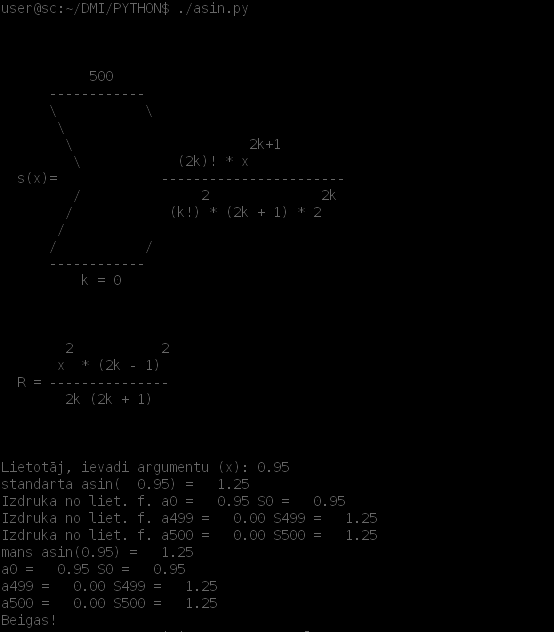 user@sc:~/DMI/PYTHON$ ./asin.py
500
------------
\ \
\
\ 2k+1
\ (2k)! * x
s(x)= -----------------------
/ 2 2k
/ (k!) * (2k + 1) * 2
/
/ /
------------
k = 0
2 2
x * (2k - 1)
R = ---------------
2k (2k + 1)
Lietotāj, ievadi argumentu (x): 0.95
standarta asin( 0.95) = 1.25
Izdruka no liet. f. a0 = 0.95 S0 = 0.95
Izdruka no liet. f. a499 = 0.00 S499 = 1.25
Izdruka no liet. f. a500 = 0.00 S500 = 1.25
mans asin(0.95) = 1.25
a0 = 0.95 S0 = 0.95
a499 = 0.00 S499 = 1.25
a500 = 0.00 S500 = 1.25
Beigas!